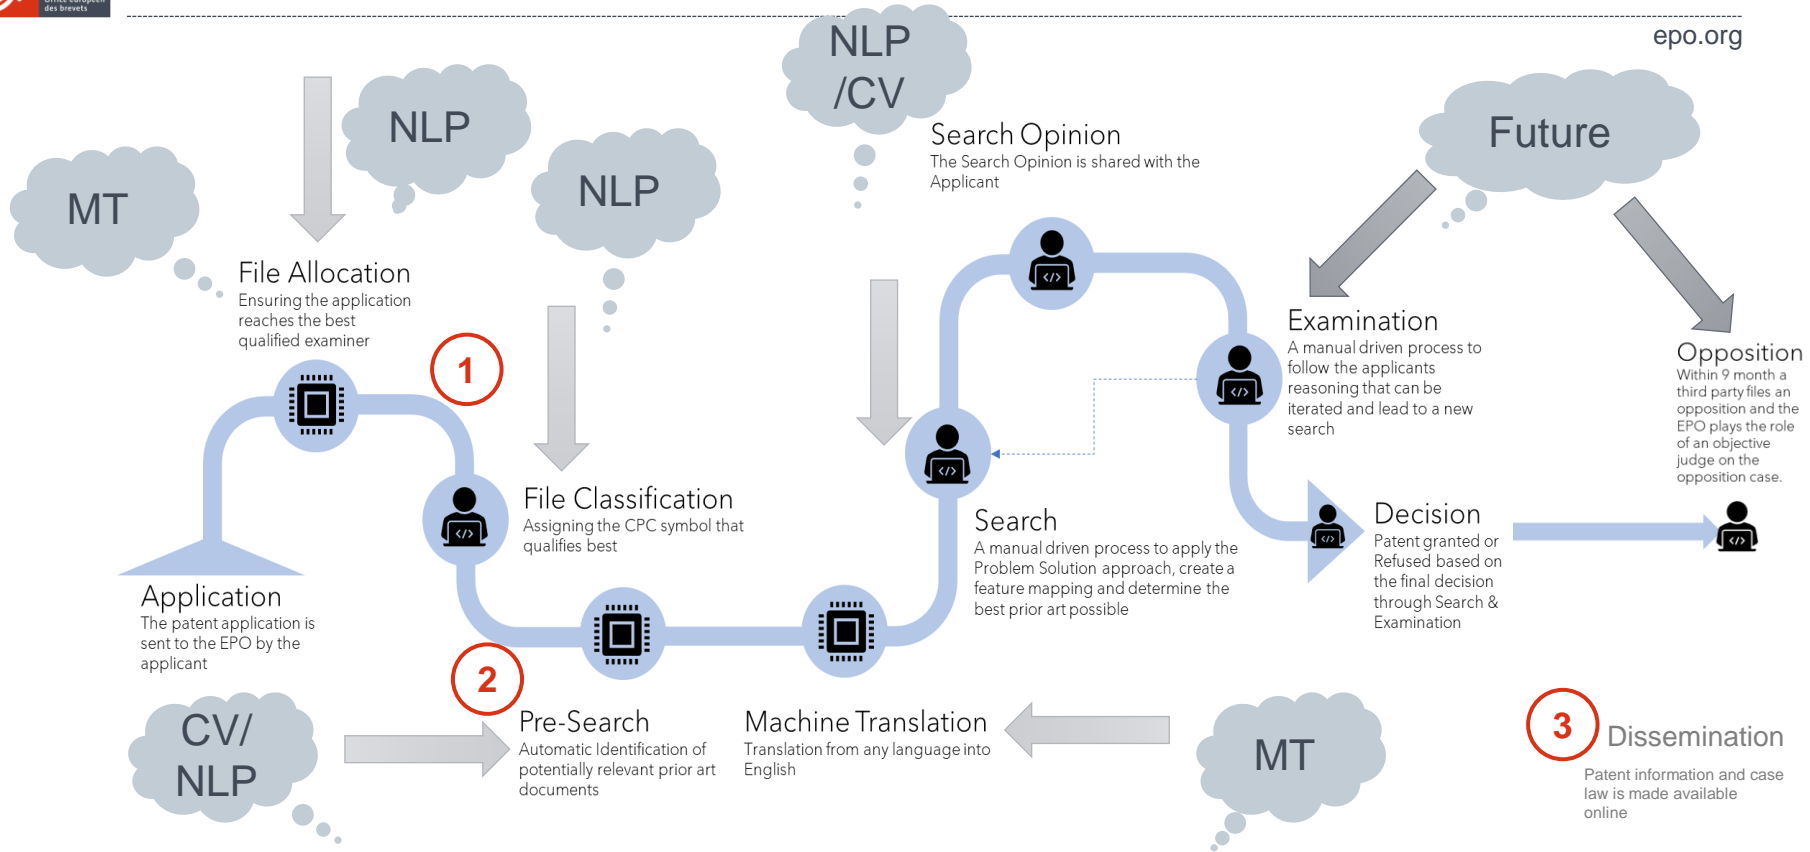 Office européen
des brevets
epo.org
NLP
/CV
NLP
MT
NLP
Future
Search Opinion
The Search Opinion is shared with the
Applicant
File Allocation
Ensuring the application
reaches the best
qualified examiner
1
Examination
A manual driven process to
follow the applicants
reasoning that can be
iterated and lead to a new
search
Opposition
Within 9 month a
third party files an
opposition and the
EPO plays the role
of an objective
judge on the
opposition case.
File Classification
Assigning the CPC symbol that
qualifies best
Search
A manual driven process to apply the
Problem Solution approach, create a
feature mapping and determine the
best prior art possible
Decision
Patent granted or
Refused based on
the final decision
through Search &
Examination
Application
The patent application is
sent to the EPO by the
applicant
2
Pre-Search
Automatic Identification of
potentially relevant prior art
documents
Machine Translation
Translation from any language into
English
CV/
NLP
MT
3
Dissemination
Patent information and case
law is made available
online